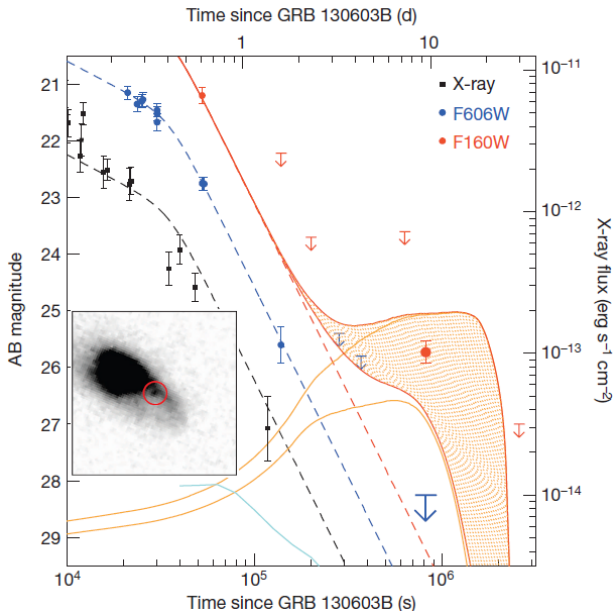 Time since GRB 130603B (d)
1
10
21
22
23
24
25
26
27
28
29
AB magnitude
X-ray
F606W
F160W
10⁻¹¹
10⁻¹²
10⁻¹³
10⁻¹⁴
X-ray flux (erg s⁻¹ cm⁻²)
10⁴
10⁵
10⁶
Time since GRB 130603B (s)